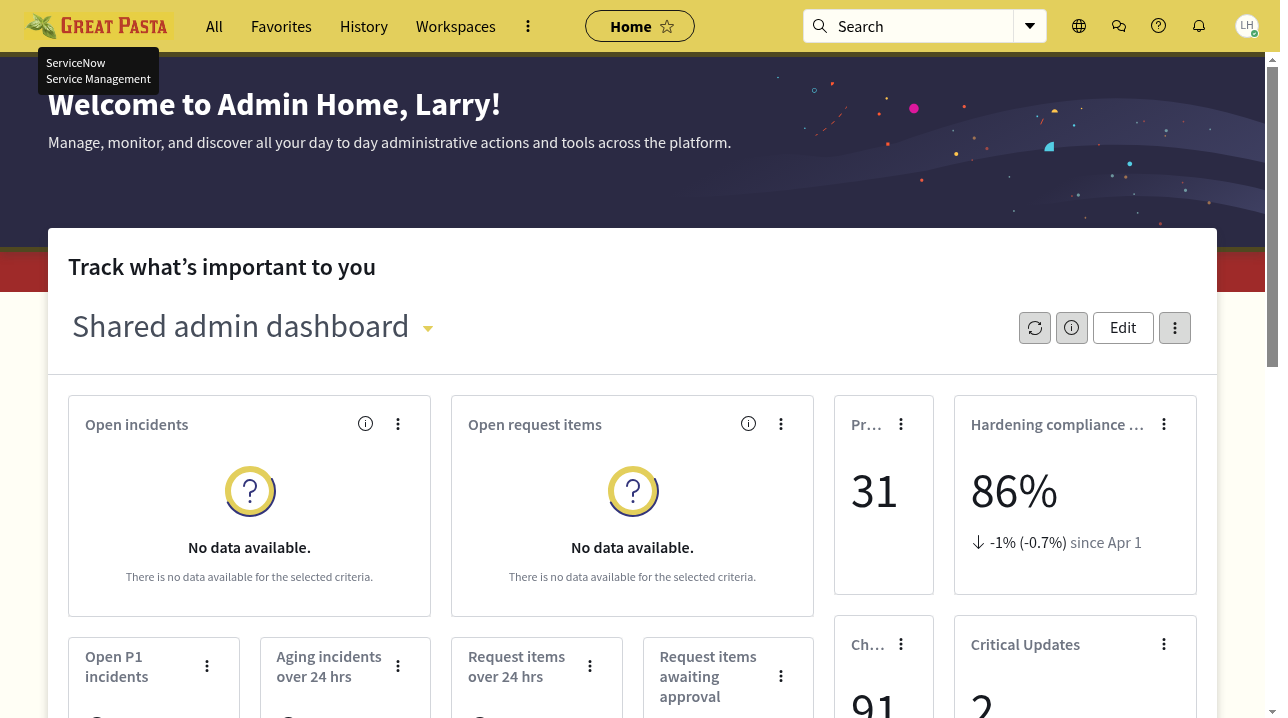 GREAT PASTA
All
Favorites
History
Workspaces
Home
Search
LH
ServiceNow
Service Management
Welcome to Admin Home, Larry!
Manage, monitor, and discover all your day to day administrative actions and tools across the platform.
Track what’s important to you
Shared admin dashboard
Edit
Open incidents
?
No data available.
There is no data available for the selected criteria.
Open request items
?
No data available.
There is no data available for the selected criteria.
Pr…
31
Hardening compliance …
86%
-1% (-0.7%) since Apr 1
Open P1
incidents
Aging incidents
over 24 hrs
Request items
over 24 hrs
Request items
awaiting
approval
Ch…
91
Critical Updates
2